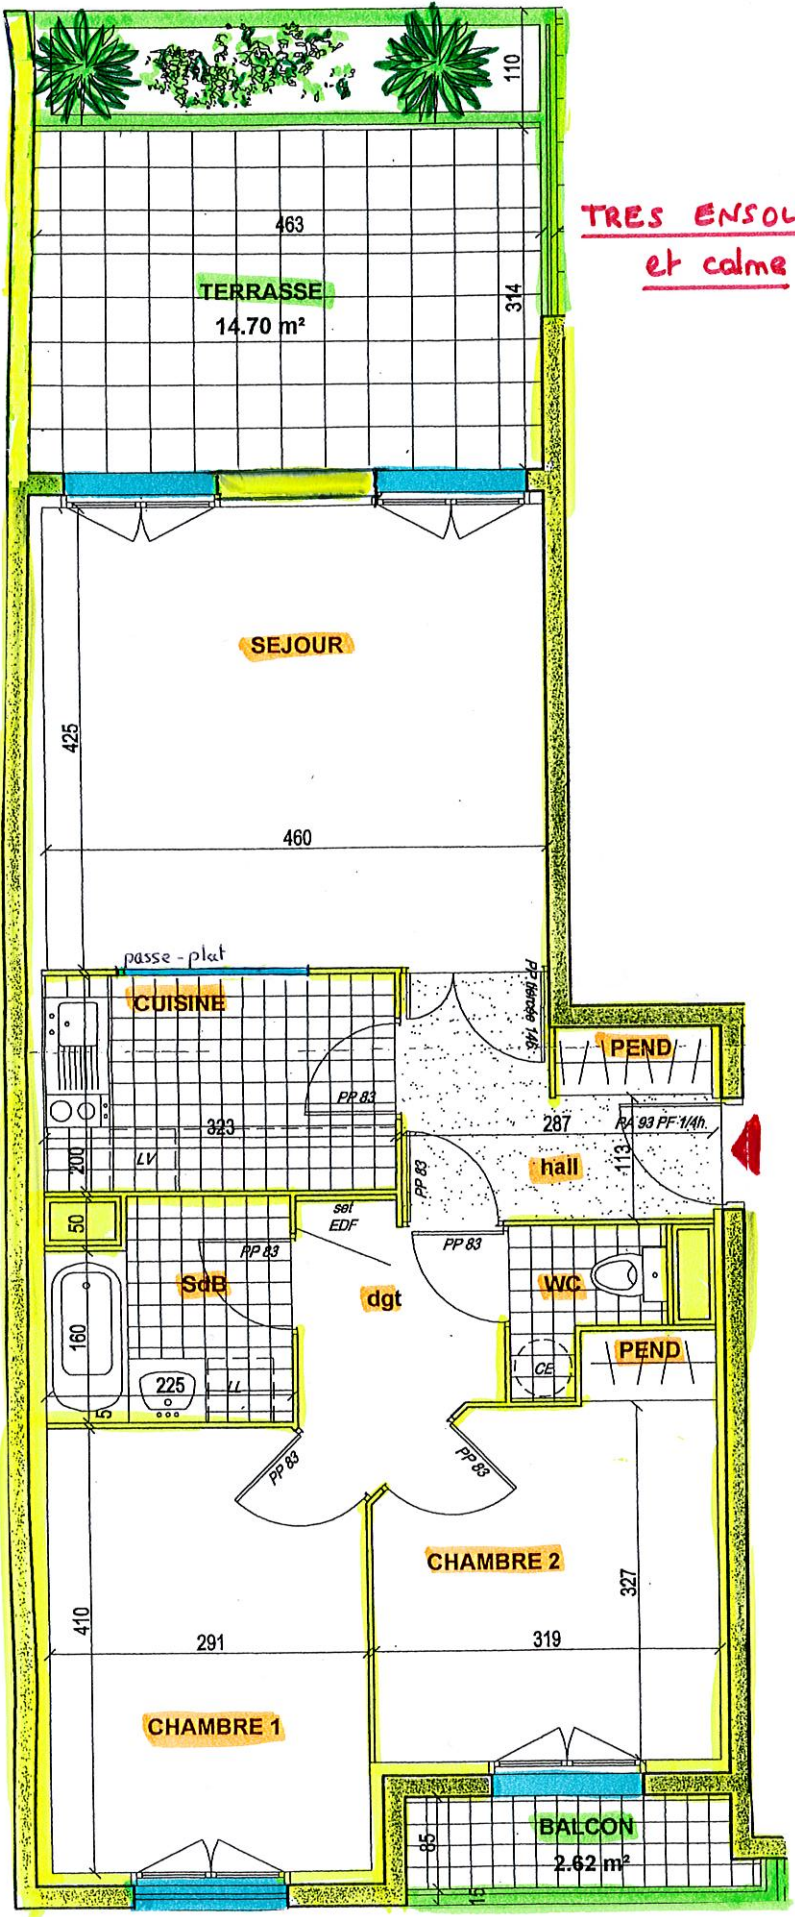 110
TRES ENSOL
et calme
463
TERRASSE
14.70 m²
314
SEJOUR
425
460
passe-plat
CUISINE
PP tiercée 146
PEND
PP 83
323
287
PA 93 PF 1/4h.
LV
200
PP 83
hall
113
50
set
EDF
PP 83
PP 83
SdB
dgt
WC
160
PEND
225
LL
CE
5
PP 83
PP 83
CHAMBRE 2
327
410
291
319
CHAMBRE 1
BALCON
85
2.62 m²
15